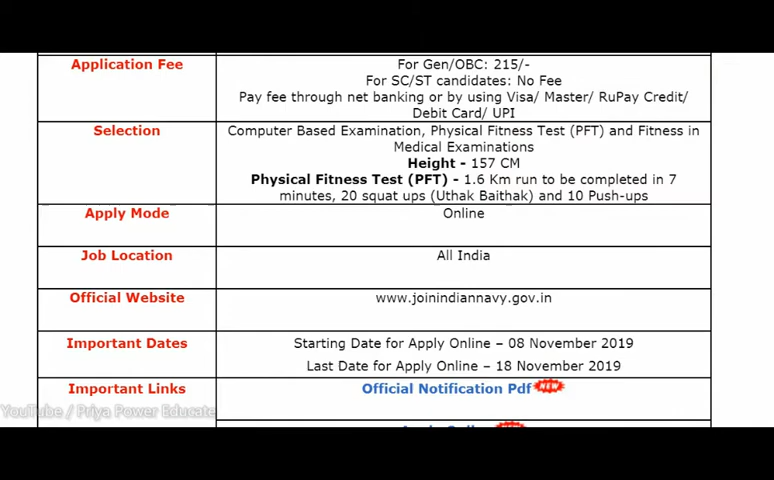 Application Fee
For Gen/OBC: 215/-
For SC/ST candidates: No Fee
Pay fee through net banking or by using Visa/ Master/ RuPay Credit/
Debit Card/ UPI
Selection
Computer Based Examination, Physical Fitness Test (PFT) and Fitness in
Medical Examinations
Height - 157 CM
Physical Fitness Test (PFT) - 1.6 Km run to be completed in 7
minutes, 20 squat ups (Uthak Baithak) and 10 Push-ups
Apply Mode
Online
Job Location
All India
Official Website
www.joinindiannavy.gov.in
Important Dates
Starting Date for Apply Online – 08 November 2019
Last Date for Apply Online – 18 November 2019
Important Links
Official Notification Pdf NEW
YouTube / Priya Power Educate